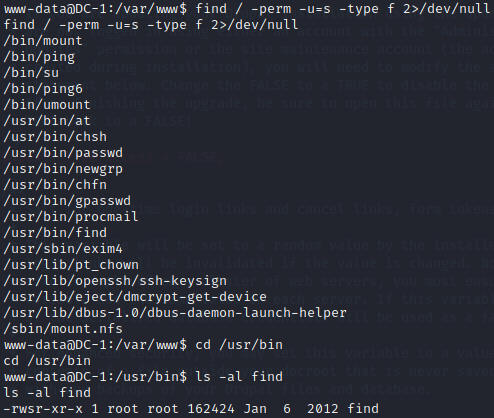 www-data@DC-1:/var/www$ find / -perm -u=s -type f 2>/dev/null
find / -perm -u=s -type f 2>/dev/null
/bin/mount
/bin/ping
/bin/su
/bin/ping6
/bin/umount
/usr/bin/at
/usr/bin/chsh
/usr/bin/passwd
/usr/bin/newgrp
/usr/bin/chfn
/usr/bin/gpasswd
/usr/bin/procmail
/usr/bin/find
/usr/sbin/exim4
/usr/lib/pt_chown
/usr/lib/openssh/ssh-keysign
/usr/lib/eject/dmcrypt-get-device
/usr/lib/dbus-1.0/dbus-daemon-launch-helper
/sbin/mount.nfs
www-data@DC-1:/var/www$ cd /usr/bin
cd /usr/bin
www-data@DC-1:/usr/bin$ ls -al find
ls -al find
-rwsr-xr-x 1 root root 162424 Jan  6  2012 find